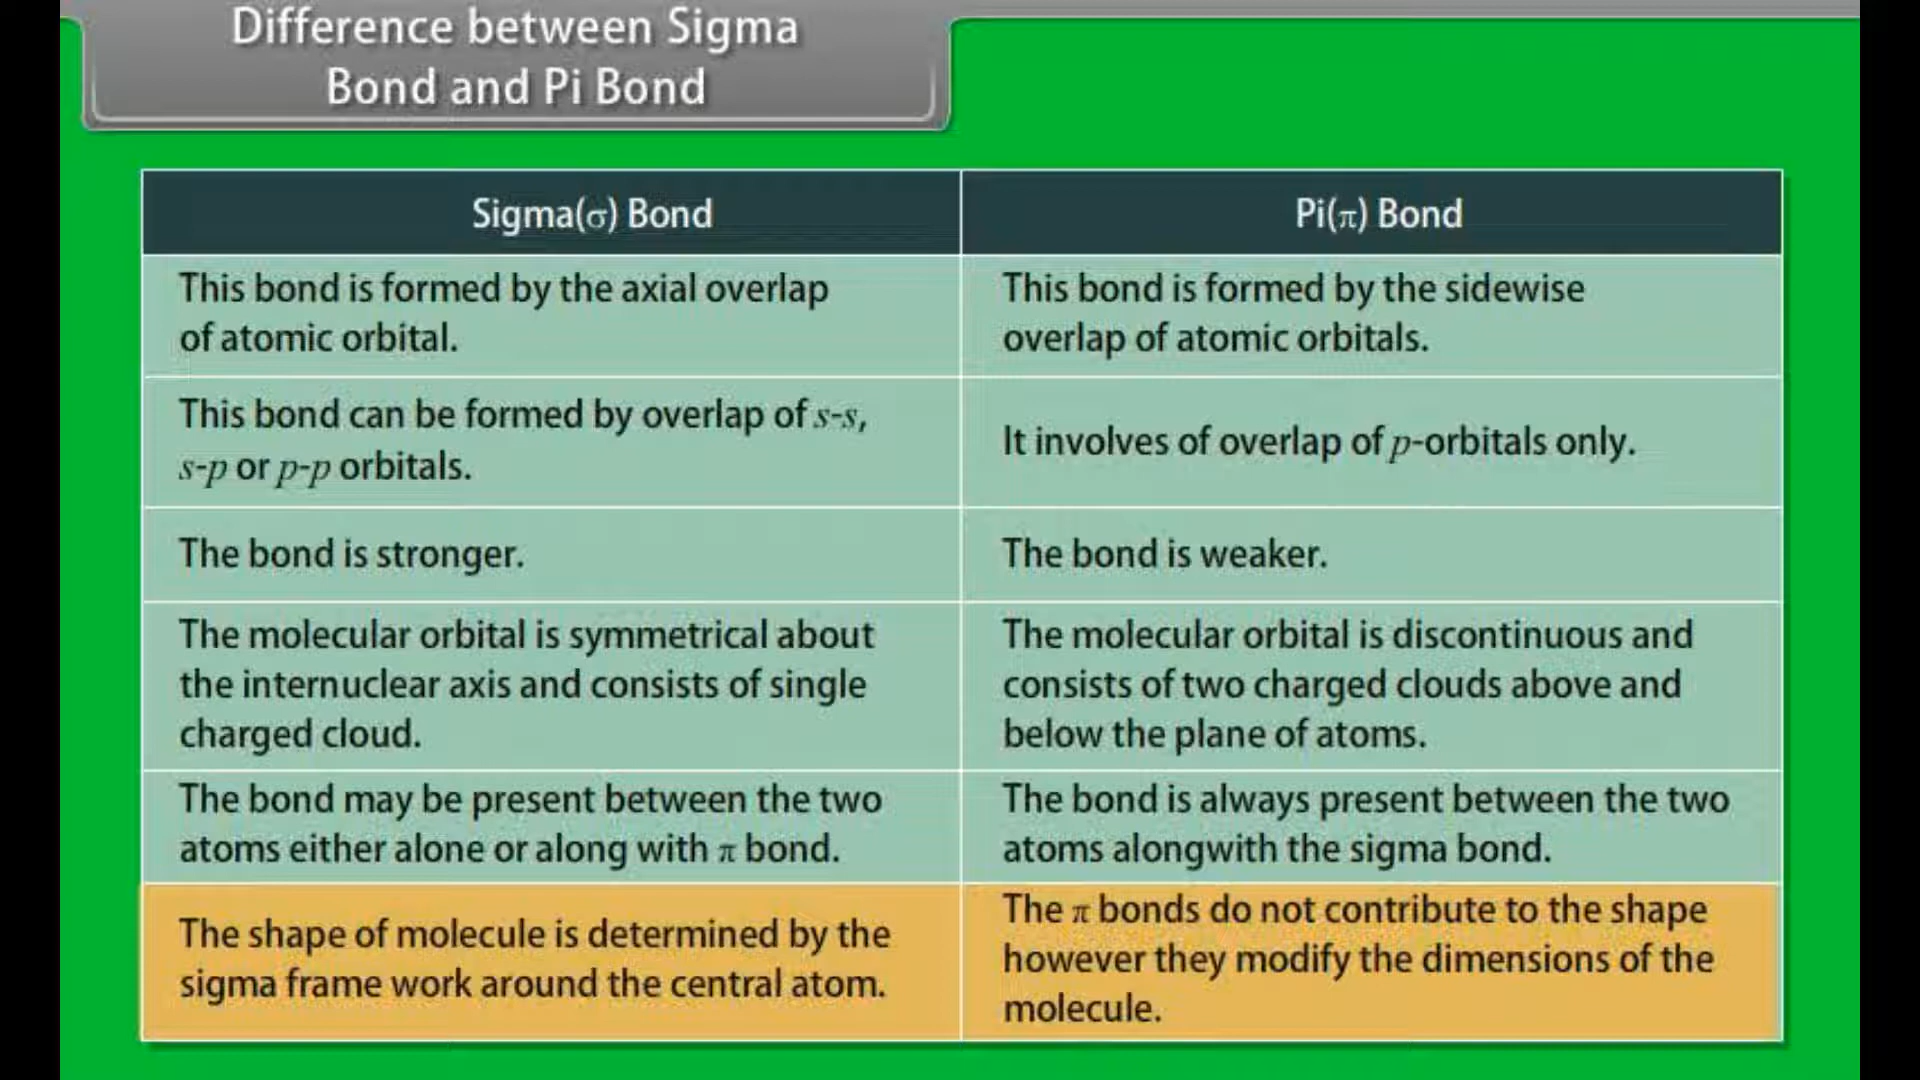 Difference between Sigma
Bond and Pi Bond
Sigma(σ) Bond
Pi(π) Bond
This bond is formed by the axial overlap
of atomic orbital.
This bond is formed by the sidewise
overlap of atomic orbitals.
This bond can be formed by overlap of s-s,
s-p or p-p orbitals.
It involves of overlap of p-orbitals only.
The bond is stronger.
The bond is weaker.
The molecular orbital is symmetrical about
the internuclear axis and consists of single
charged cloud.
The molecular orbital is discontinuous and
consists of two charged clouds above and
below the plane of atoms.
The bond may be present between the two
atoms either alone or along with π bond.
The bond is always present between the two
atoms alongwith the sigma bond.
The shape of molecule is determined by the
sigma frame work around the central atom.
The π bonds do not contribute to the shape
however they modify the dimensions of the
molecule.